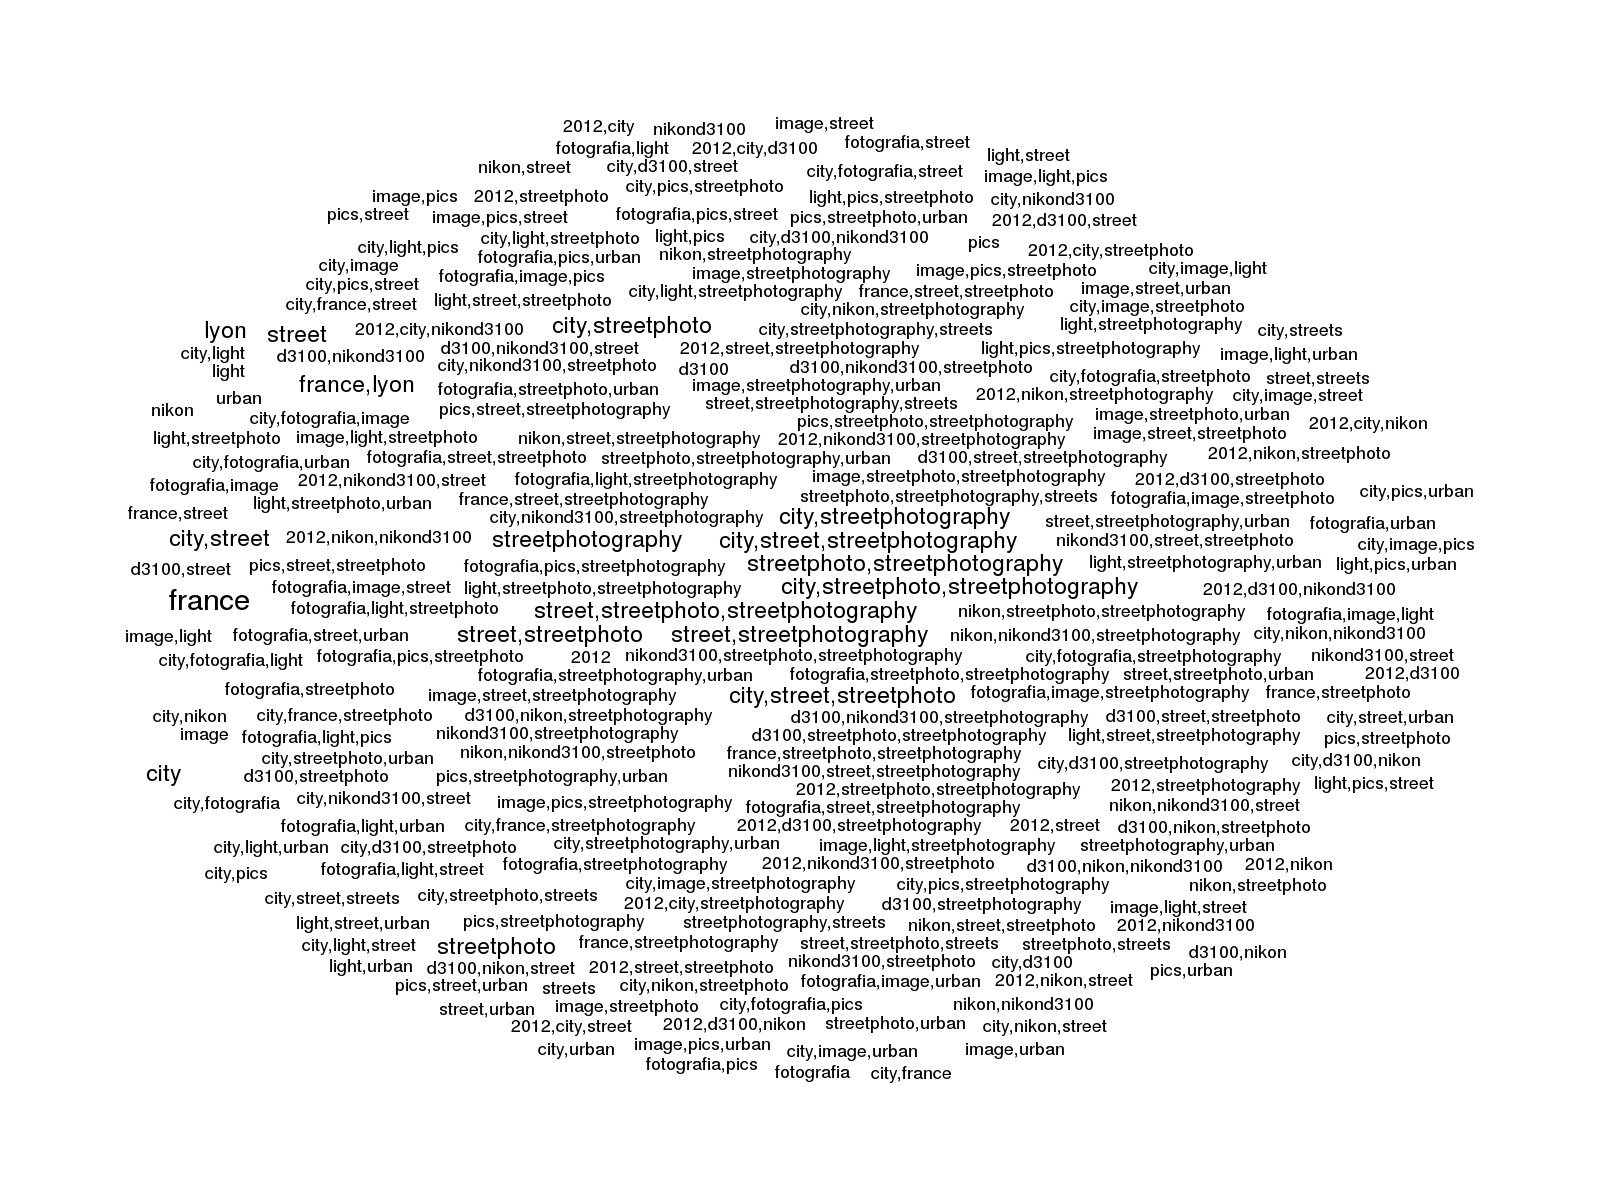 2012,city nikond3100 image,street
fotografia,light 2012,city,d3100 fotografia,street
nikon,street city,d3100,street city,fotografia,street light,street
image,light,pics
image,pics 2012,streetphoto city,pics,streetphoto light,pics,streetphoto city,nikond3100
pics,street image,pics,street fotografia,pics,street pics,streetphoto,urban 2012,d3100,street
city,light,pics city,light,streetphoto light,pics city,d3100,nikond3100 pics 2012,city,streetphoto
city,image fotografia,pics,urban nikon,streetphotography
city,pics,street fotografia,image,pics image,streetphotography image,pics,streetphoto city,image,light
city,france,street light,street,streetphoto city,light,streetphotography france,street,streetphoto image,street,urban
city,nikon,streetphotography city,image,streetphoto
lyon street 2012,city,nikond3100 city,streetphoto city,streetphotography,streets light,streetphotography city,streets
city,light d3100,nikond3100 d3100,nikond3100,street 2012,street,streetphotography light,pics,streetphotography image,light,urban
light city,nikond3100,streetphoto d3100 d3100,nikond3100,streetphoto
france,lyon fotografia,streetphoto,urban image,streetphotography,urban city,fotografia,streetphoto street,streets
urban street,streetphotography,streets 2012,nikon,streetphotography city,image,street
nikon city,fotografia,image pics,street,streetphotography pics,streetphoto,streetphotography image,streetphoto,urban 2012,city,nikon
light,streetphoto image,light,streetphoto nikon,street,streetphotography 2012,nikond3100,streetphotography image,street,streetphoto
city,fotografia,urban fotografia,street,streetphoto streetphoto,streetphotography,urban d3100,street,streetphotography 2012,nikon,streetphoto
fotografia,image 2012,nikond3100,street fotografia,light,streetphotography image,streetphoto,streetphotography 2012,d3100,streetphoto
light,streetphoto,urban france,street,streetphotography streetphoto,streetphotography,streets fotografia,image,streetphoto city,pics,urban
france,street city,nikond3100,streetphotography city,streetphotography street,streetphotography,urban fotografia,urban
city,street 2012,nikon,nikond3100 streetphotography city,street,streetphotography nikond3100,street,streetphoto city,image,pics
d3100,street pics,street,streetphoto fotografia,pics,streetphotography streetphoto,streetphotography light,streetphotography,urban light,pics,urban
fotografia,image,street light,streetphoto,streetphotography city,streetphoto,streetphotography 2012,d3100,nikond3100
france fotografia,light,streetphoto street,streetphoto,streetphotography nikon,streetphoto,streetphotography fotografia,image,light
image,light fotografia,street,urban street,streetphoto street,streetphotography nikon,nikond3100,streetphotography city,nikon,nikond3100
city,fotografia,light fotografia,pics,streetphoto 2012 nikond3100,streetphoto,streetphotography city,fotografia,streetphotography nikond3100,street
fotografia,streetphotography,urban fotografia,streetphoto,streetphotography street,streetphoto,urban 2012,d3100
fotografia,streetphoto image,street,streetphotography city,street,streetphoto fotografia,image,streetphotography france,streetphoto
city,nikon city,france,streetphoto d3100,nikon,streetphotography d3100,nikond3100,streetphotography d3100,street,streetphoto city,street,urban
image fotografia,light,pics nikond3100,streetphotography d3100,streetphoto,streetphotography light,street,streetphotography pics,streetphoto
city,streetphoto,urban nikon,nikond3100,streetphoto france,streetphoto,streetphotography city,d3100,streetphotography city,d3100,nikon
city d3100,streetphoto pics,streetphotography,urban nikond3100,street,streetphotography
2012,streetphoto,streetphotography 2012,streetphotography light,pics,street
city,fotografia city,nikond3100,street image,pics,streetphotography fotografia,street,streetphotography nikon,nikond3100,street
fotografia,light,urban city,france,streetphotography 2012,d3100,streetphotography 2012,street d3100,nikon,streetphoto
city,light,urban city,d3100,streetphoto city,streetphotography,urban image,light,streetphotography streetphotography,urban
city,pics fotografia,light,street fotografia,streetphotography 2012,nikond3100,streetphoto d3100,nikon,nikond3100 2012,nikon
city,image,streetphotography city,pics,streetphotography nikon,streetphoto
city,street,streets city,streetphoto,streets 2012,city,streetphotography d3100,streetphotography image,light,street
light,street,urban pics,streetphotography streetphotography,streets nikon,street,streetphoto 2012,nikond3100
city,light,street streetphoto france,streetphotography street,streetphoto,streets streetphoto,streets d3100,nikon
light,urban d3100,nikon,street 2012,street,streetphoto nikond3100,streetphoto city,d3100 pics,urban
pics,street,urban streets city,nikon,streetphoto fotografia,image,urban 2012,nikon,street
street,urban image,streetphoto city,fotografia,pics nikon,nikond3100
2012,city,street 2012,d3100,nikon streetphoto,urban city,nikon,street
city,urban image,pics,urban city,image,urban image,urban
fotografia,pics fotografia city,france